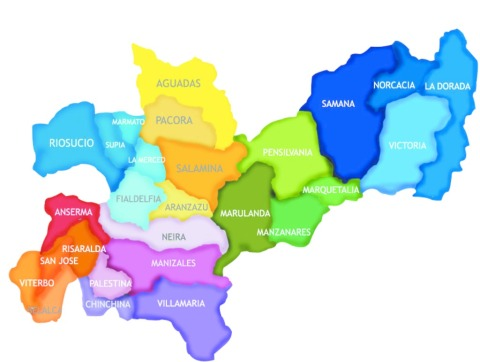 AGUADAS
NORCACIA
LA DORADA
SAMANA
MARMATO
PACORA
RIOSUCIO
SUPIA
VICTORIA
PENSILVANIA
LA MERCED
SALAMINA
MARQUETALIA
FIALDELFIA
ARANZAZU
ANSERMA
MARULANDA
NEIRA
MANZANARES
RISARALDA
SAN JOSE
MANIZALES
VITERBO
PALESTINA
CHINCHINA
VILLAMARIA